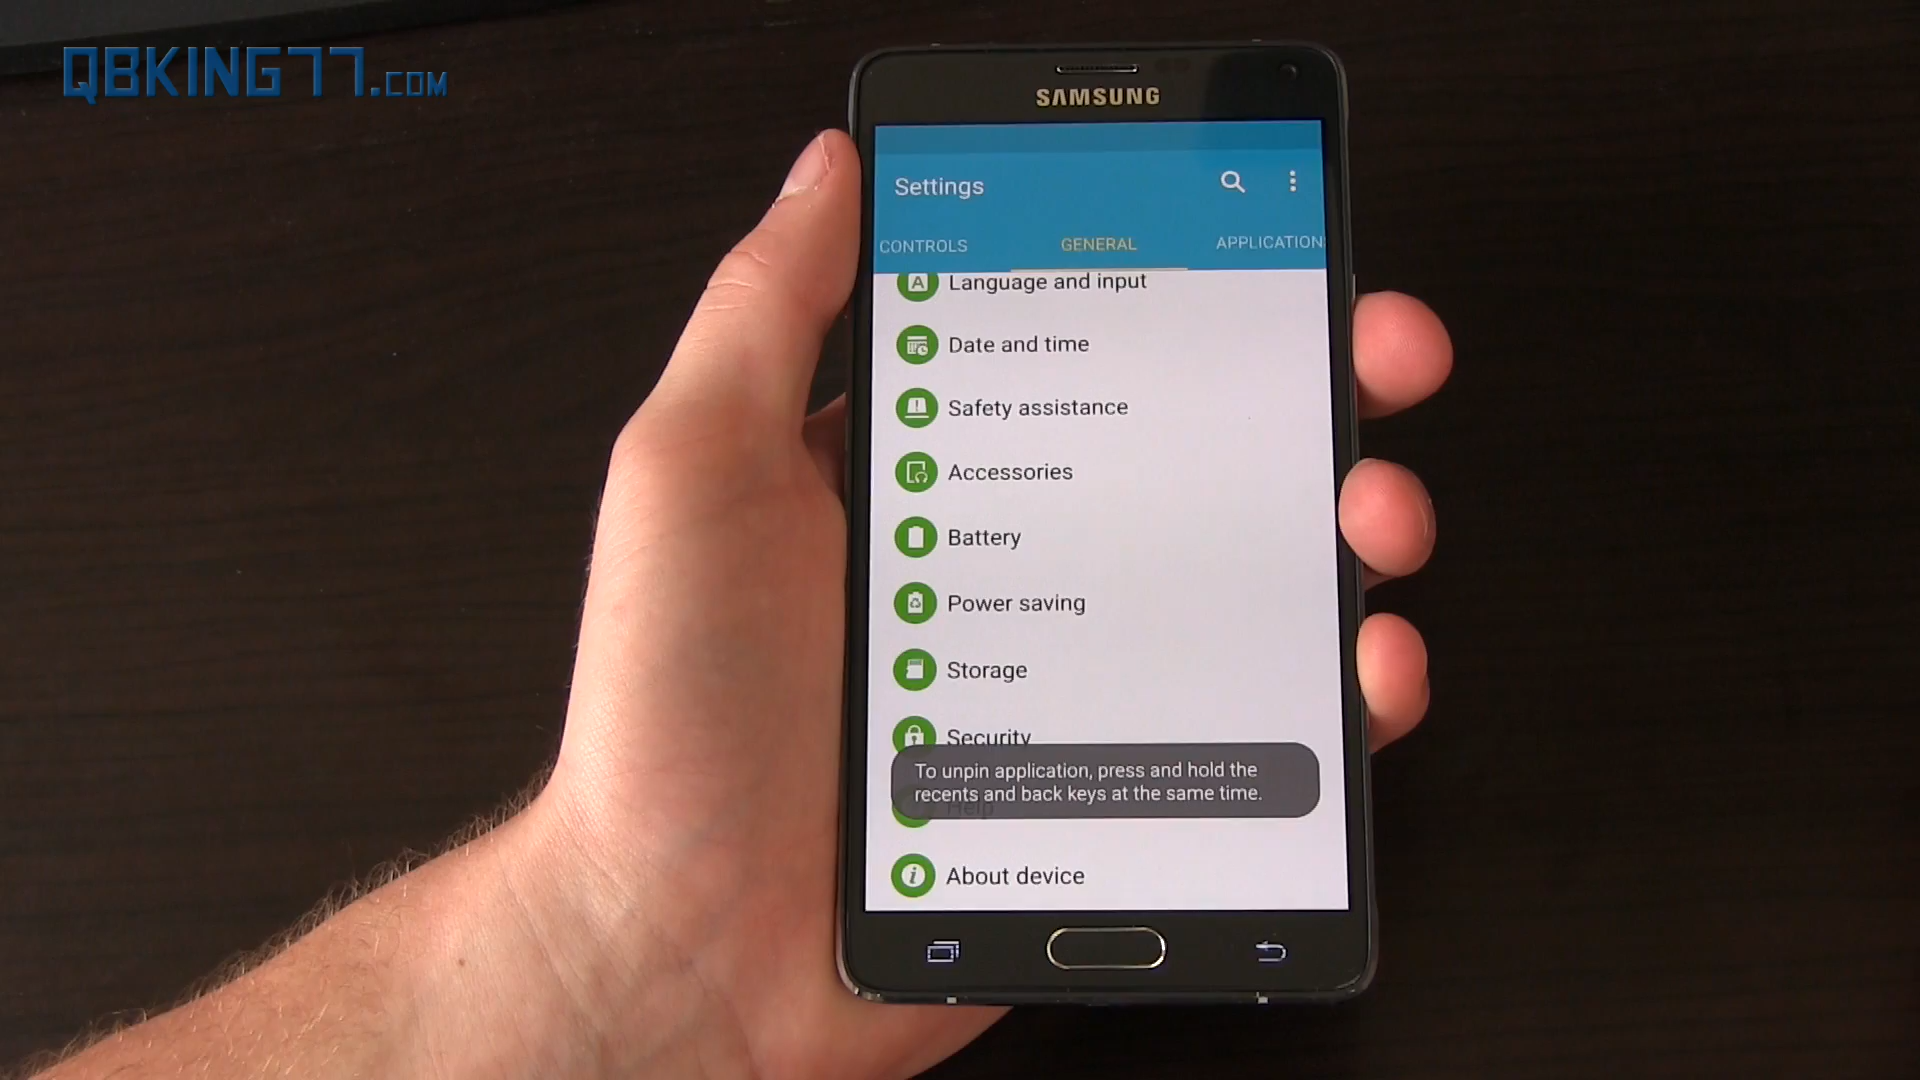 QBKING77.COM
SAMSUNG
Settings
CONTROLS GENERAL APPLICATION
Language and input
Date and time
Safety assistance
Accessories
Battery
Power saving
Storage
Security
To unpin application, press and hold the
recents and back keys at the same time.
Help
About device